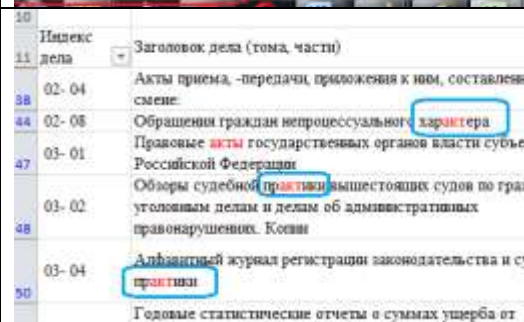 10
11 Индекс дела Заголовок дела (тома, части)
38 02- 04 Акты приема, -передачи, приложения к ним, составленн
смене:
44 02- 08 Обращения граждан непроцессуального характера
Правовые акты государственных органов власти субъе
47 03- 01 Российской Федерации
Обзоры судебной практики вышестоящих судов по граж
03- 02 уголовным делам и делам об административных
48 правонарушениях. Копии
03- 04 Алфавитный журнал регистрации законодательства и су
50 практики
Годовые статистические отчеты о суммах ущерба от